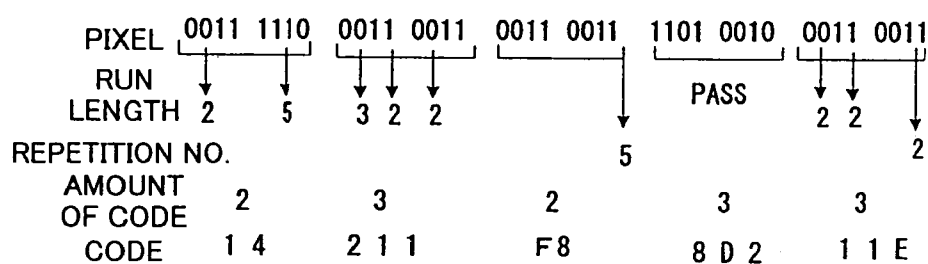 PIXEL 0011 1110 0011 0011 0011 0011 1101 0010 0011 0011
RUN
LENGTH 2 5 3 2 2 PASS 2 2
REPETITION NO. 5 2
AMOUNT
OF CODE 2 3 2 3 3
CODE 1 4 2 1 1 F8 8 D 2 1 1 E